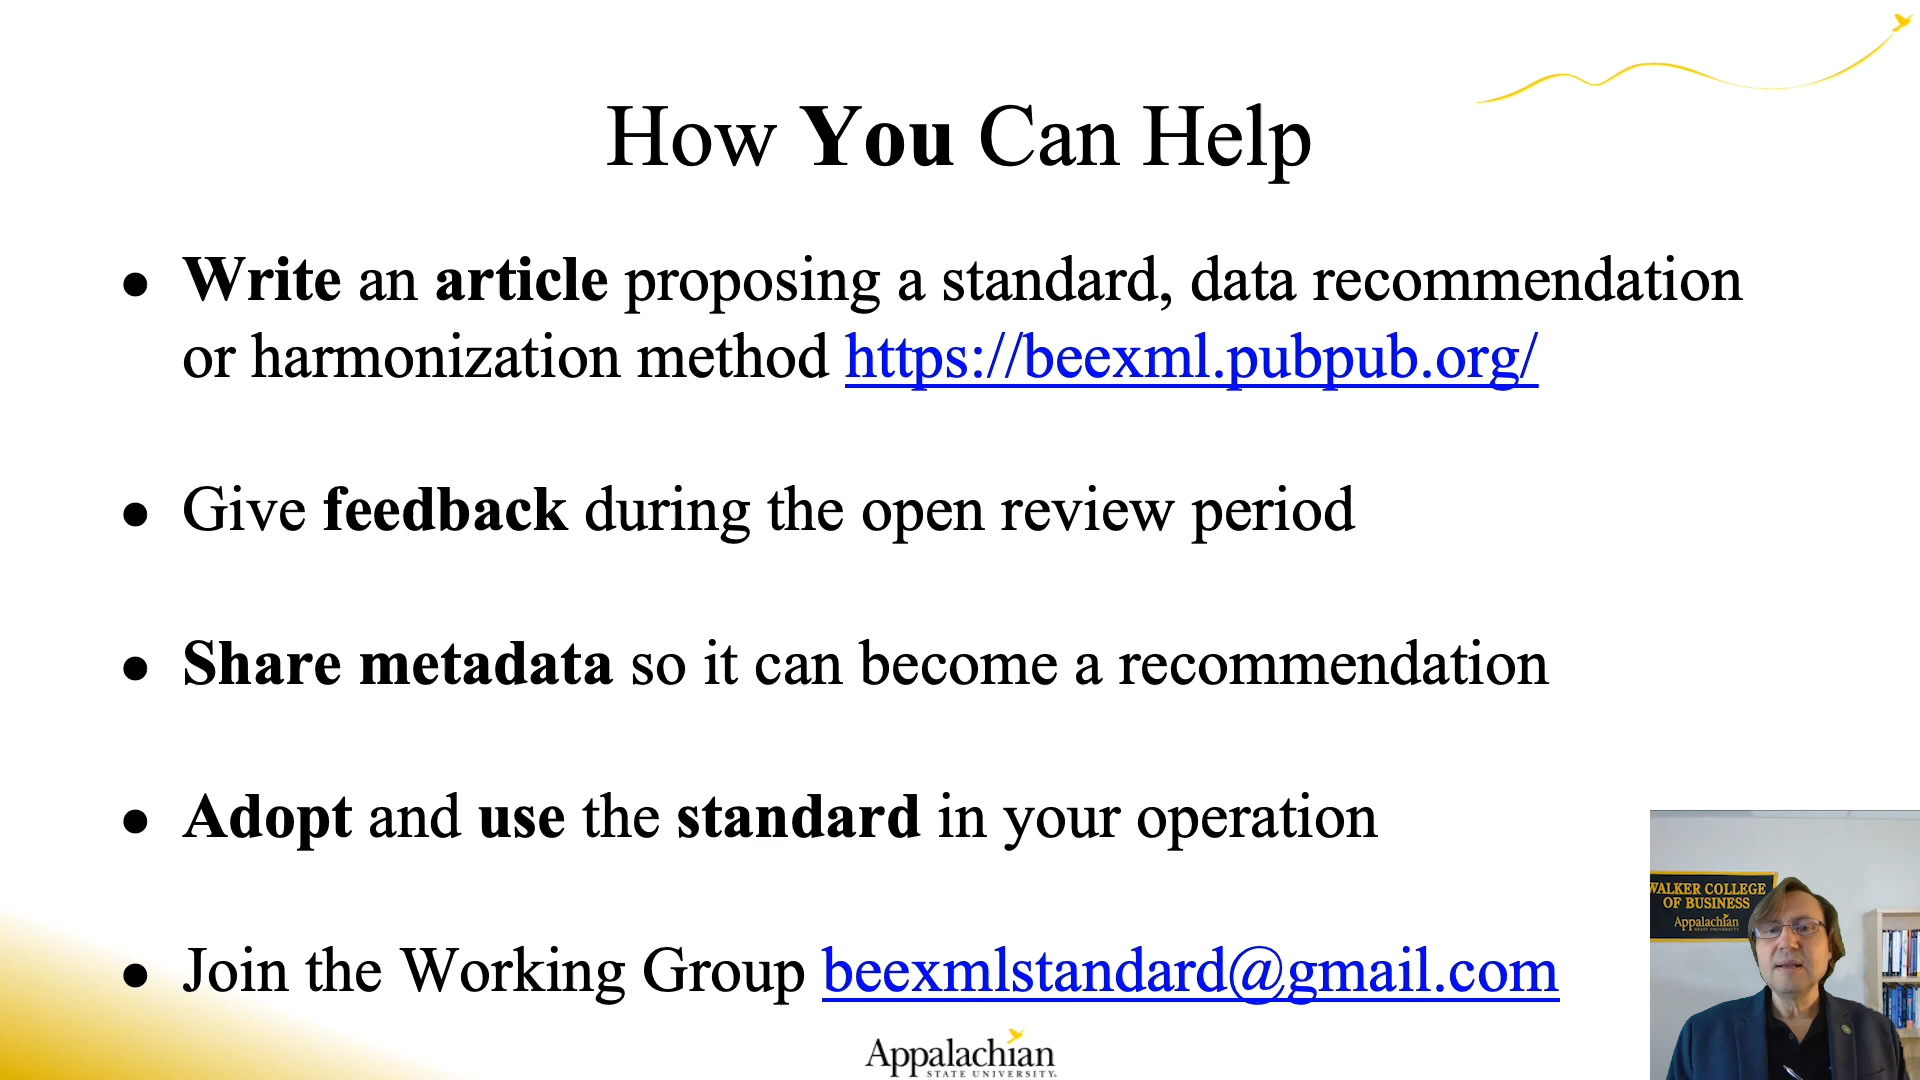 How You Can Help
● Write an article proposing a standard, data recommendation
or harmonization method https://beexml.pubpub.org/
● Give feedback during the open review period
● Share metadata so it can become a recommendation
● Adopt and use the standard in your operation
● Join the Working Group beexmlstandard@gmail.com
WALKER COLLEGE
OF BUSINESS
Appalachian
STATE UNIVERSITY
Appalachian
STATE UNIVERSITY.